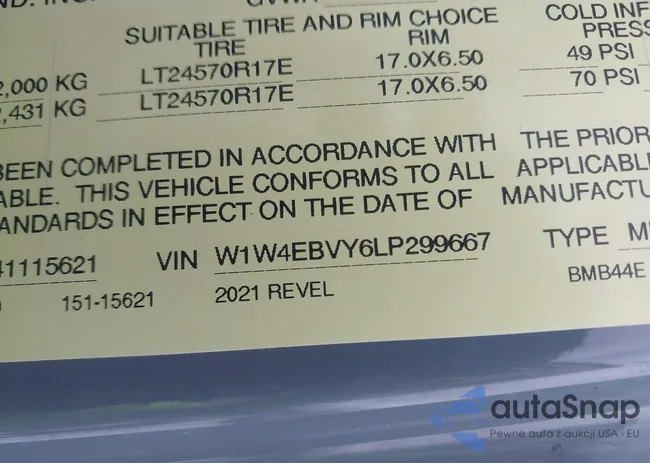 SUITABLE TIRE AND RIM CHOICE COLD INF
TIRE RIM PRESS
2,000 KG LT24570R17E 17.0X6.50 49 PSI
2,431 KG LT24570R17E 17.0X6.50 70 PSI
BEEN COMPLETED IN ACCORDANCE WITH THE PRIOR
ABLE. THIS VEHICLE CONFORMS TO ALL APPLICABLE
ANDARDS IN EFFECT ON THE DATE OF MANUFACTU
41115621 VIN W1W4EBVY6LP299667 TYPE M
151-15621 2021 REVEL BMB44E
autaSnap
Pewne auta z aukcji USA i EU